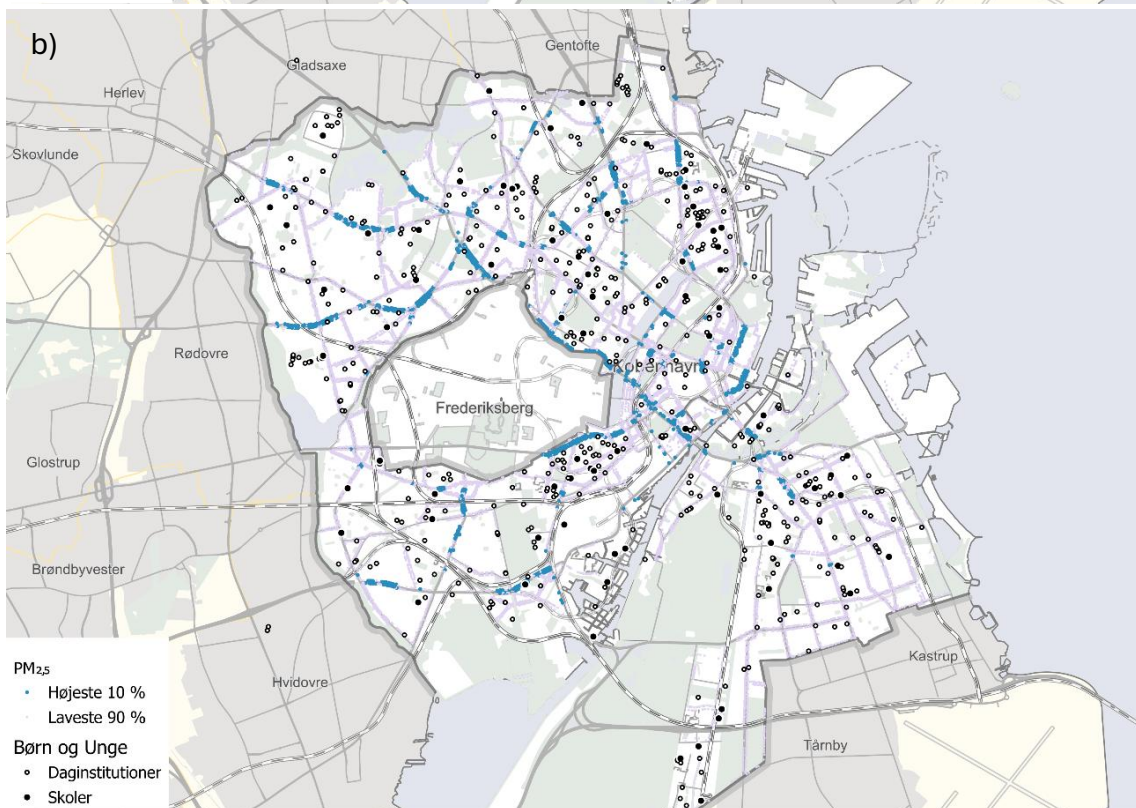 b)
Gentofte
Gladsaxe
Herlev
Skovlunde
Rødovre
København
Frederiksberg
Glostrup
Brøndbyvester
Kastrup
Hvidovre
Tårnby
PM2,5
Højeste 10 %
Laveste 90 %
Børn og Unge
Daginstitutioner
Skoler